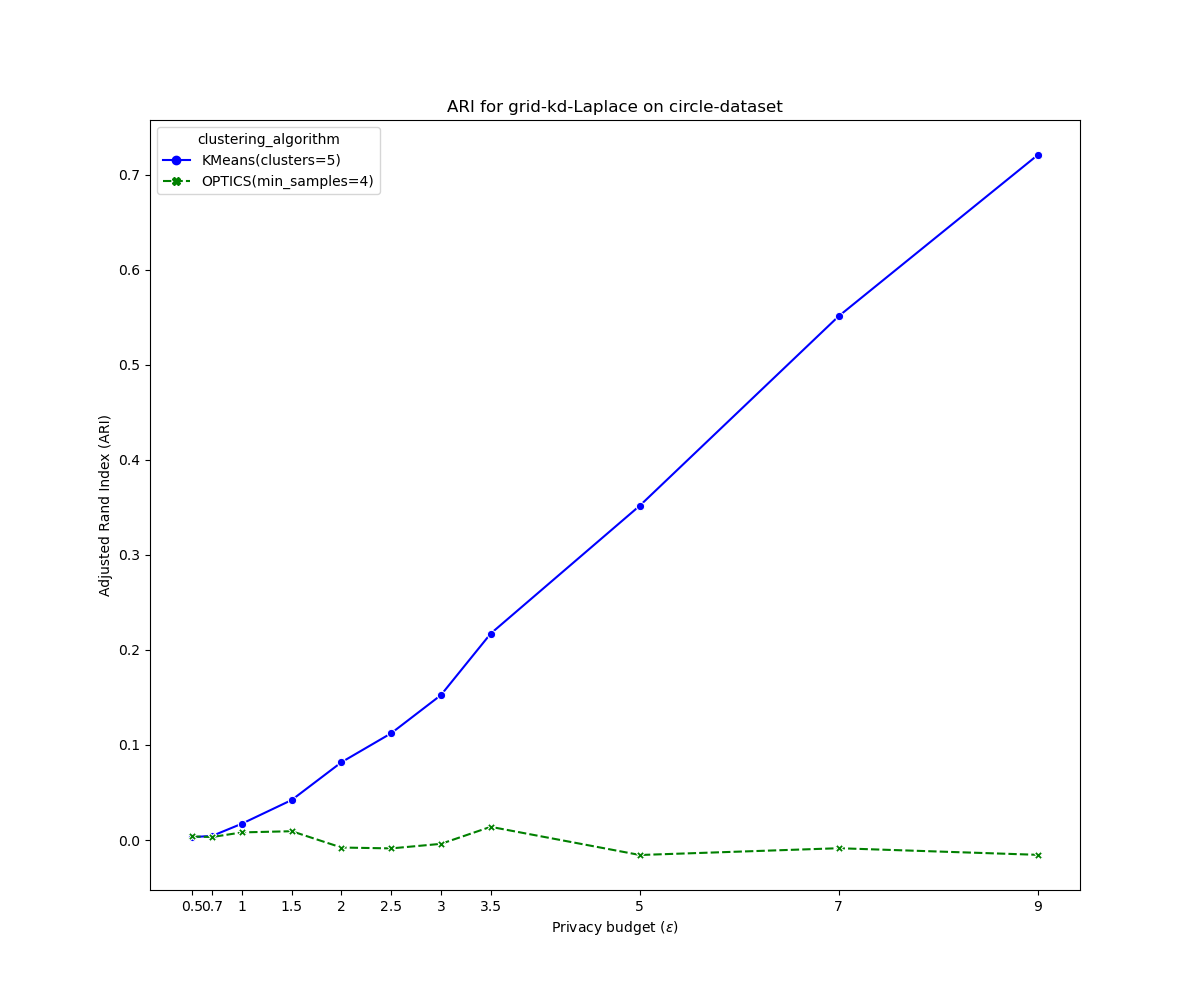 ARI for grid-kd-Laplace on circle-dataset
clustering_algorithm
KMeans(clusters=5)
OPTICS(min_samples=4)
Adjusted Rand Index (ARI)
0.7
0.6
0.5
0.4
0.3
0.2
0.1
0.0
0.5 0.7 1 1.5 2 2.5 3 3.5 5 7 9
Privacy budget (ε)